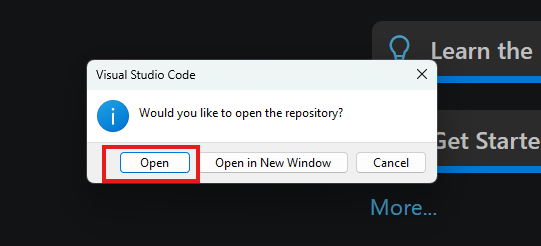 Learn the
Visual Studio Code
Would you like to open the repository?
Open
Open in New Window
Cancel
Get Starte
More...